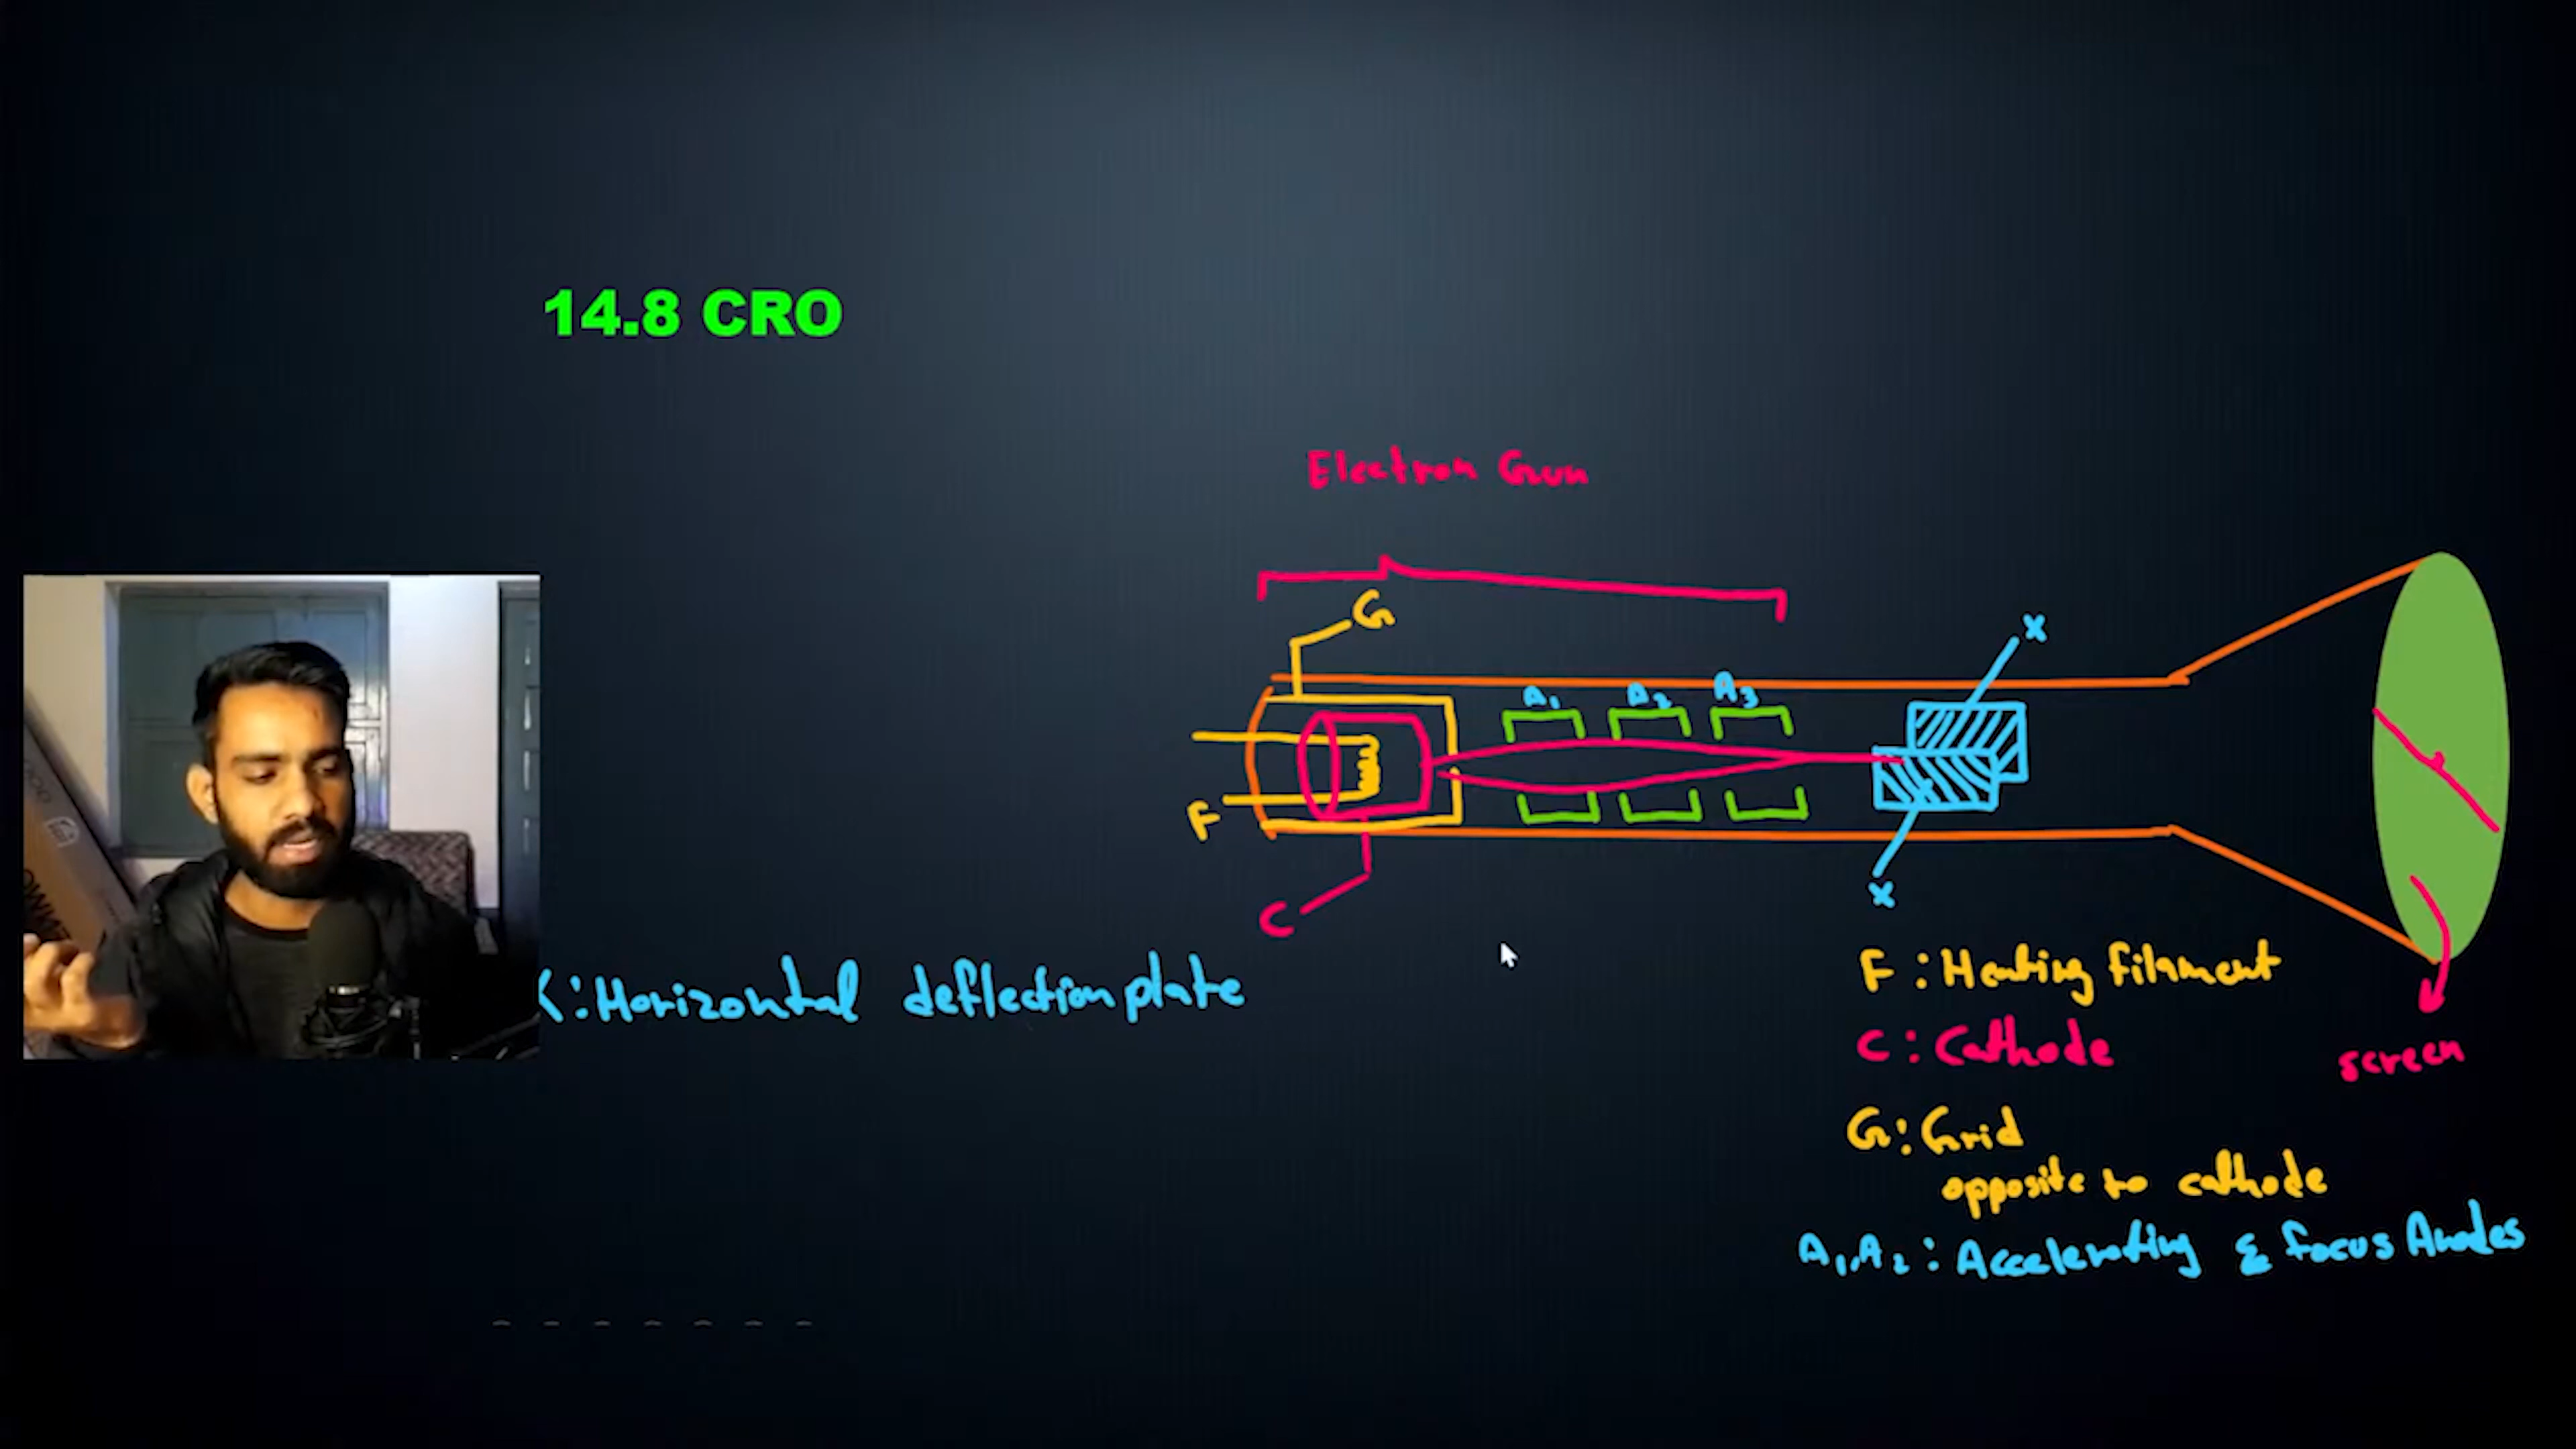 14.8 CRO
Electron Gun
G
X
A1 A2 A3
F
C
X
X:Horizontal deflection plate
F : Heating filament
C : Cathode
screen
G : Grid
opposite to cathode
A1,A2 : Accelerating & focus Anodes